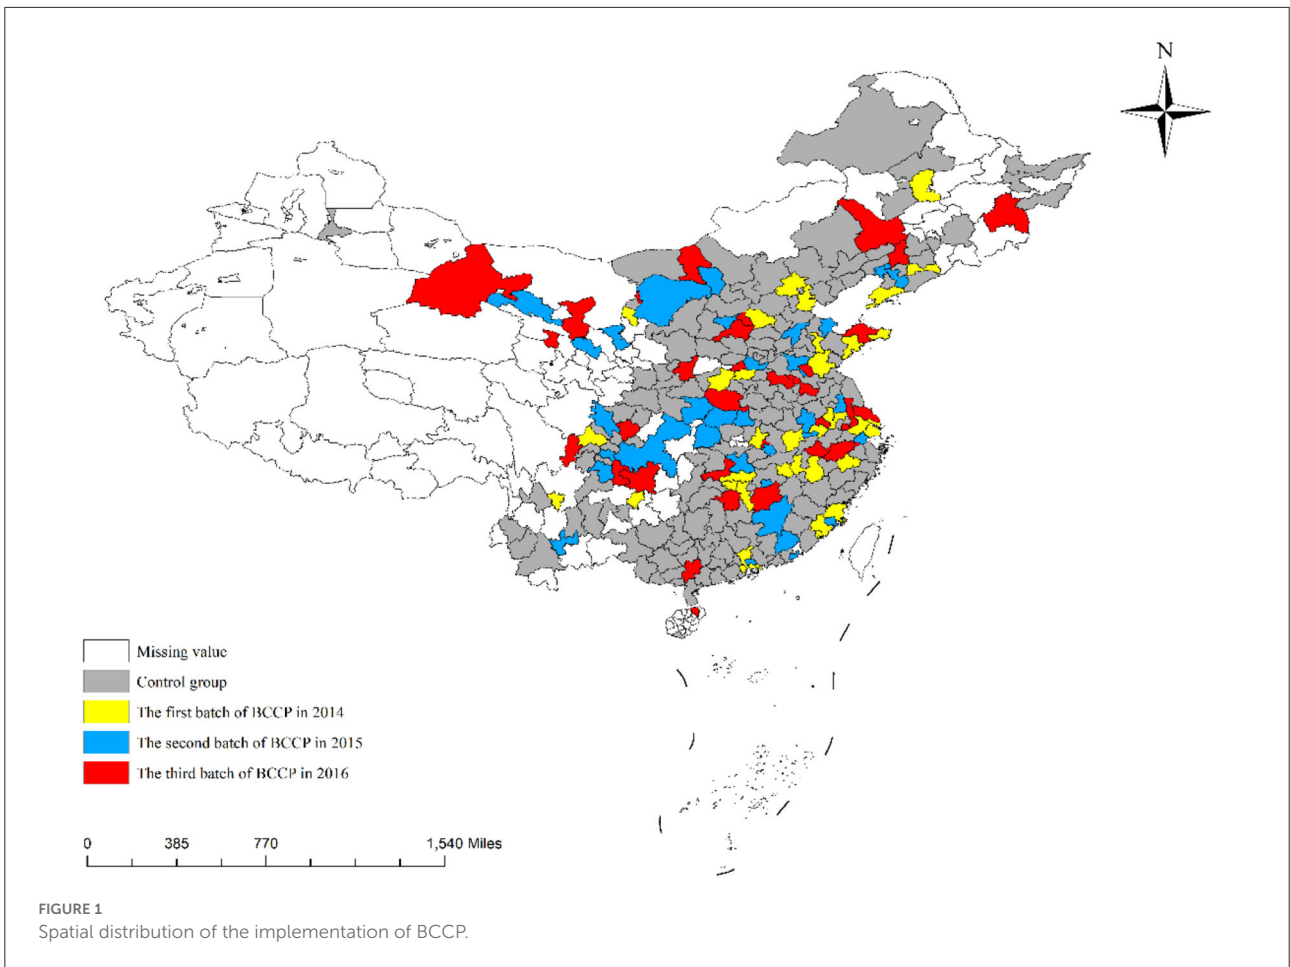 N
Missing value
Control group
The first batch of BCCP in 2014
The second batch of BCCP in 2015
The third batch of BCCP in 2016
0 385 770 1,540 Miles
FIGURE 1
Spatial distribution of the implementation of BCCP.